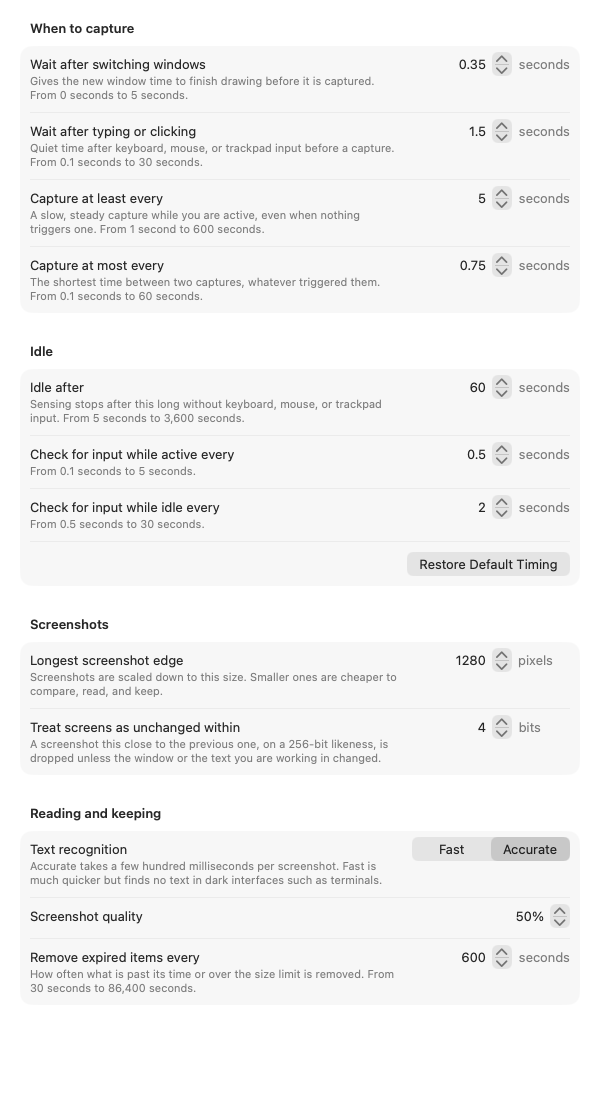 When to capture
Wait after switching windows 0.35 seconds
Gives the new window time to finish drawing before it is captured.
From 0 seconds to 5 seconds.
Wait after typing or clicking 1.5 seconds
Quiet time after keyboard, mouse, or trackpad input before a capture.
From 0.1 seconds to 30 seconds.
Capture at least every 5 seconds
A slow, steady capture while you are active, even when nothing
triggers one. From 1 second to 600 seconds.
Capture at most every 0.75 seconds
The shortest time between two captures, whatever triggered them.
From 0.1 seconds to 60 seconds.
Idle
Idle after 60 seconds
Sensing stops after this long without keyboard, mouse, or trackpad
input. From 5 seconds to 3,600 seconds.
Check for input while active every 0.5 seconds
From 0.1 seconds to 5 seconds.
Check for input while idle every 2 seconds
From 0.5 seconds to 30 seconds.
Restore Default Timing
Screenshots
Longest screenshot edge 1280 pixels
Screenshots are scaled down to this size. Smaller ones are cheaper to
compare, read, and keep.
Treat screens as unchanged within 4 bits
A screenshot this close to the previous one, on a 256-bit likeness, is
dropped unless the window or the text you are working in changed.
Reading and keeping
Text recognition Fast Accurate
Accurate takes a few hundred milliseconds per screenshot. Fast is
much quicker but finds no text in dark interfaces such as terminals.
Screenshot quality 50%
Remove expired items every 600 seconds
How often what is past its time or over the size limit is removed. From
30 seconds to 86,400 seconds.